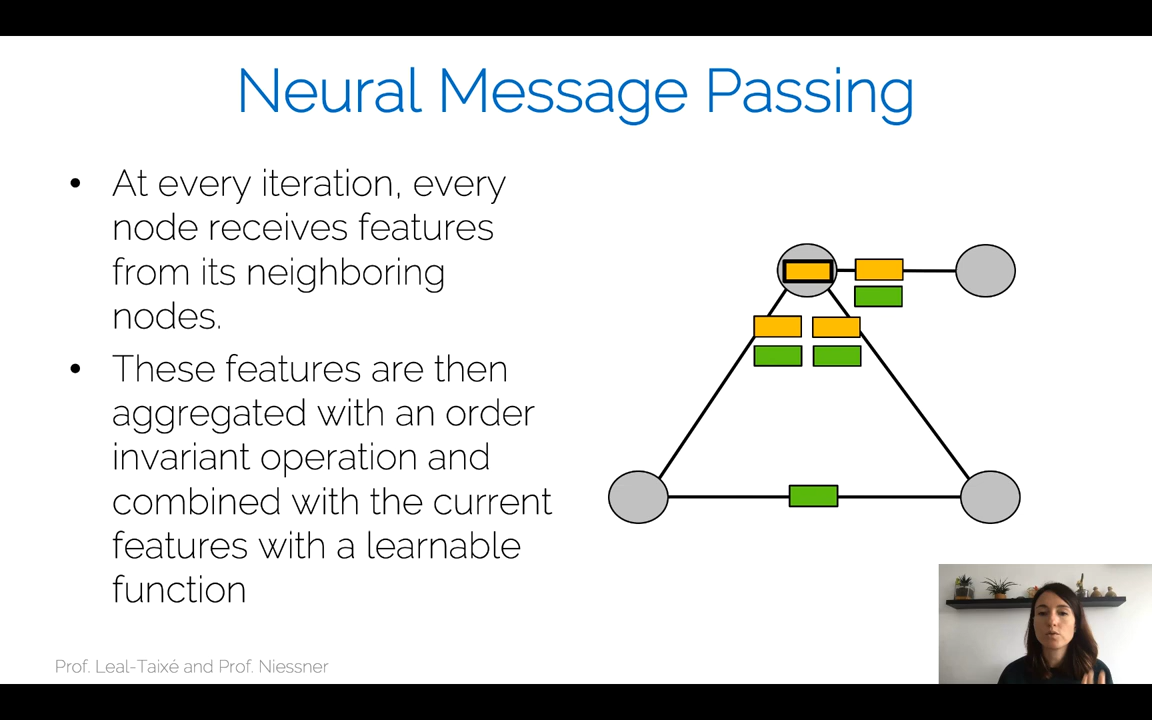 Neural Message Passing
• At every iteration, every
node receives features
from its neighboring
nodes.
• These features are then
aggregated with an order
invariant operation and
combined with the current
features with a learnable
function
Prof. Leal-Taixé and Prof. Niessner